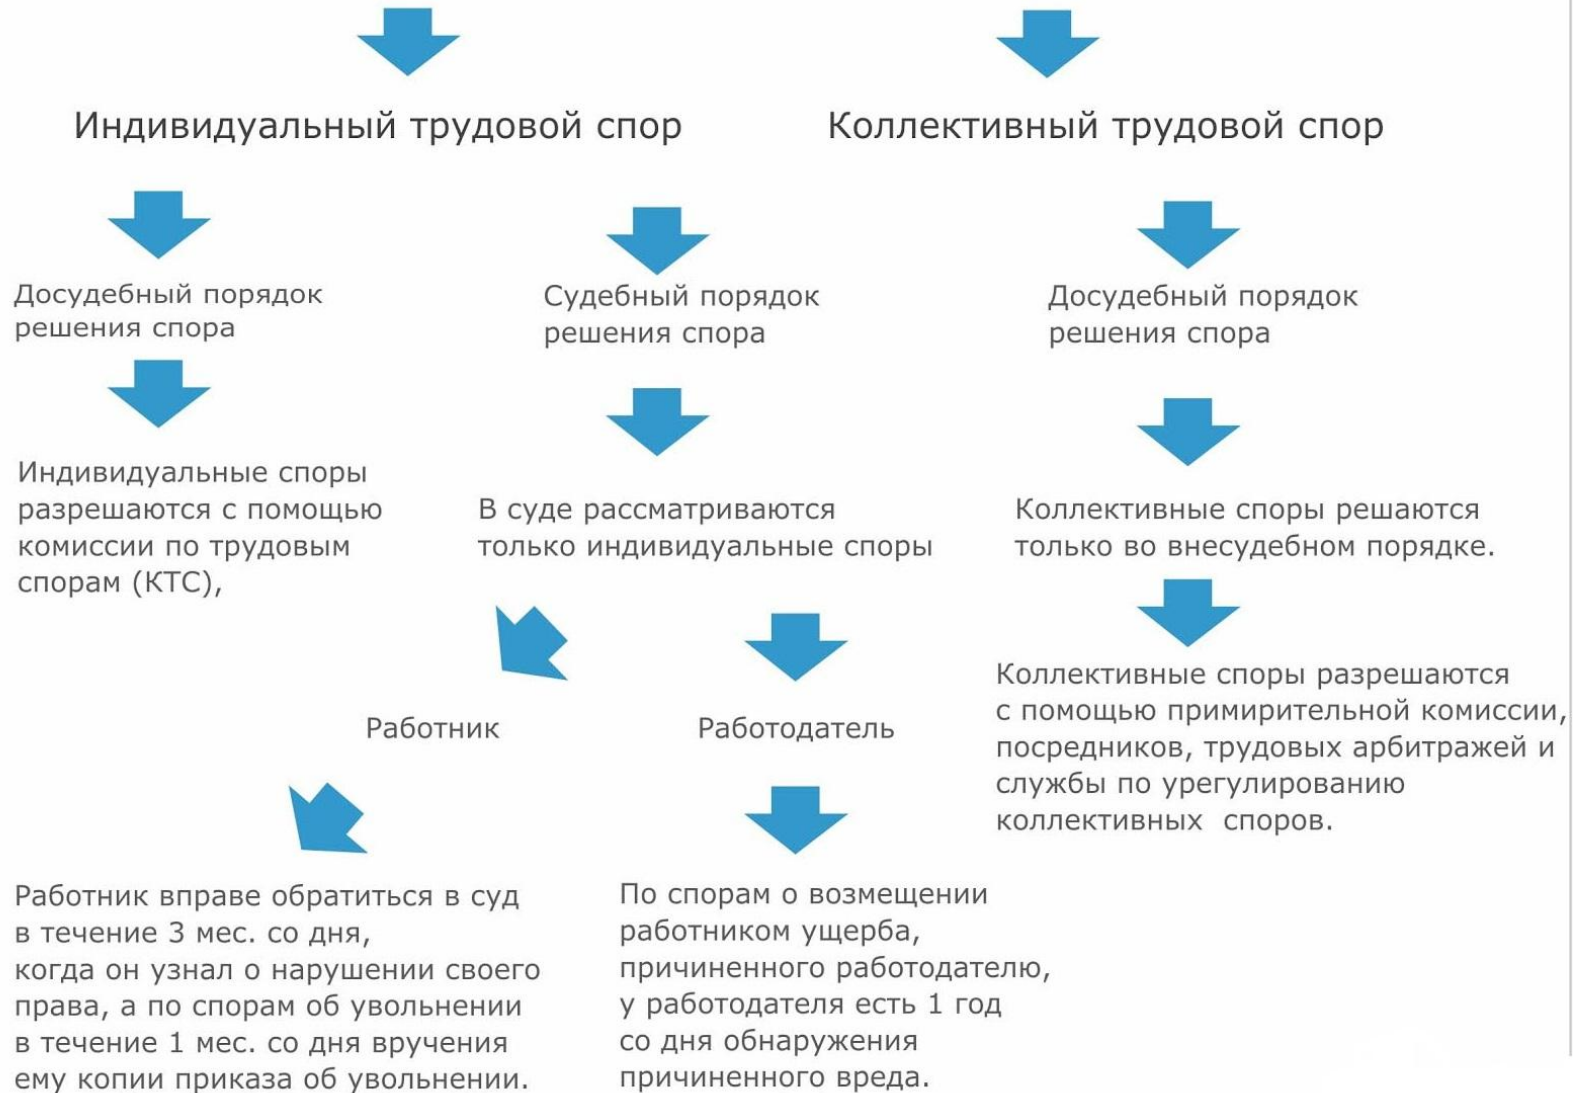 Индивидуальный трудовой спор
Коллективный трудовой спор
Досудебный порядок
решения спора
Судебный порядок
решения спора
Досудебный порядок
решения спора
Индивидуальные споры
разрешаются с помощью
комиссии по трудовым
спорам (КТС),
В суде рассматриваются
только индивидуальные споры
Коллективные споры решаются
только во внесудебном порядке.
Работник
Работодатель
Коллективные споры разрешаются
с помощью примирительной комиссии,
посредников, трудовых арбитражей и
службы по урегулированию
коллективных споров.
Работник вправе обратиться в суд
в течение 3 мес. со дня,
когда он узнал о нарушении своего
права, а по спорам об увольнении
в течение 1 мес. со дня вручения
ему копии приказа об увольнении.
По спорам о возмещении
работником ущерба,
причиненного работодателю,
у работодателя есть 1 год
со дня обнаружения
причиненного вреда.